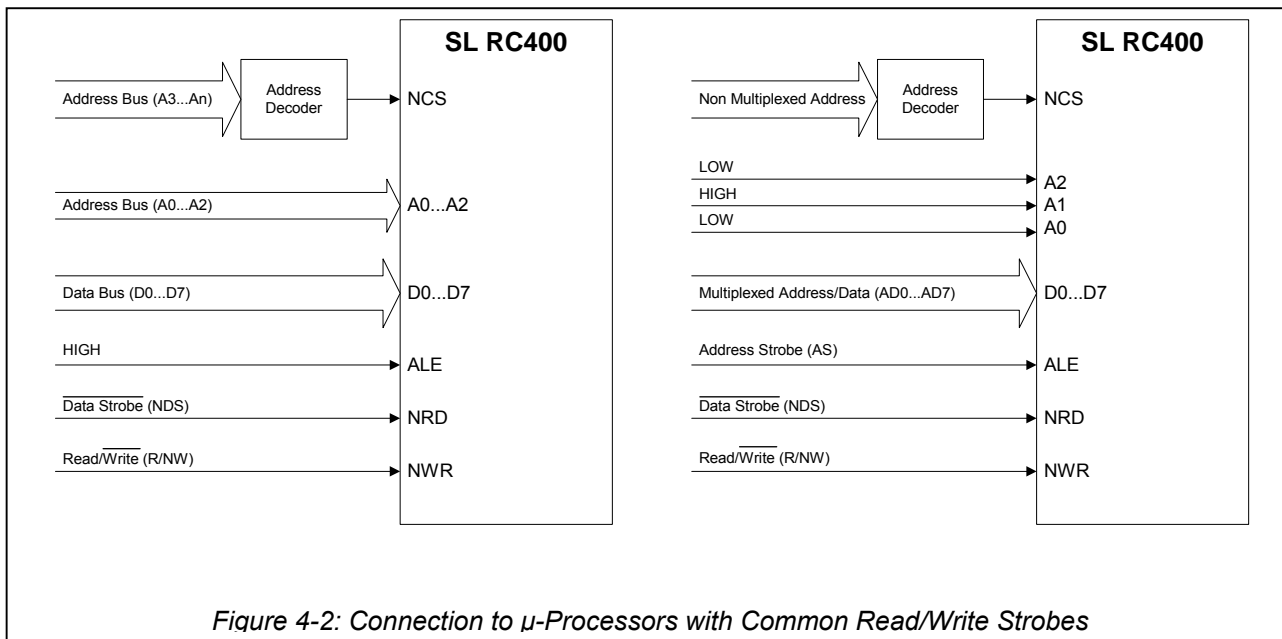 SL RC400
Address Bus (A3...An)
Address
Decoder
NCS
Address Bus (A0...A2)
A0...A2
Data Bus (D0...D7)
D0...D7
HIGH
ALE
Data Strobe (NDS)
NRD
Read/Write (R/NW)
NWR
SL RC400
Non Multiplexed Address
Address
Decoder
NCS
LOW
A2
HIGH
A1
LOW
A0
Multiplexed Address/Data (AD0...AD7)
D0...D7
Address Strobe (AS)
ALE
Data Strobe (NDS)
NRD
Read/Write (R/NW)
NWR
Figure 4-2: Connection to µ-Processors with Common Read/Write Strobes